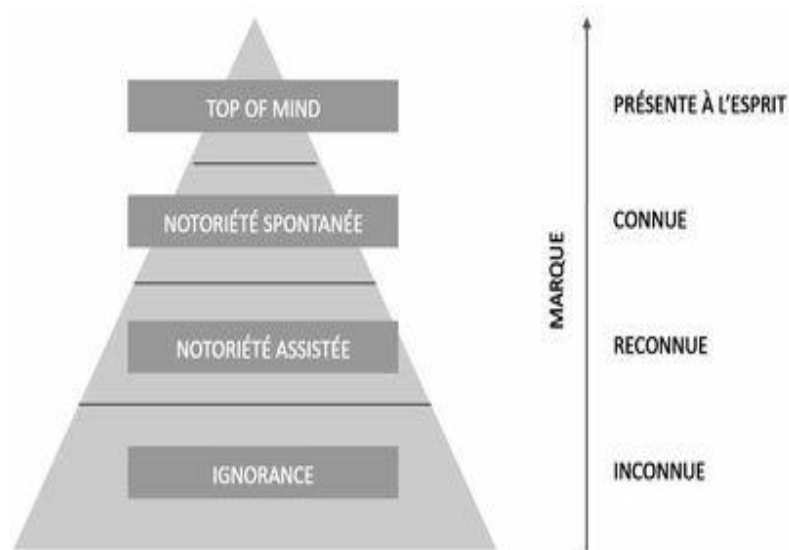 TOP OF MIND
PRÉSENTE À L'ESPRIT
NOTORIÉTÉ SPONTANÉE
CONNUE
MARQUE
NOTORIÉTÉ ASSISTÉE
RECONNUE
IGNORANCE
INCONNUE